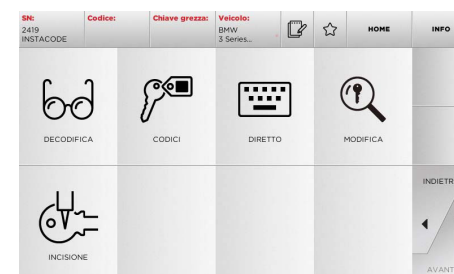 SN: Codice: Chiave grezza: Veicolo:
2419 BMW
INSTACODE 3 Series...
HOME INFO
DECODIFICA CODICI DIRETTO MODIFICA
INDIETR
INCISIONE
AVANT